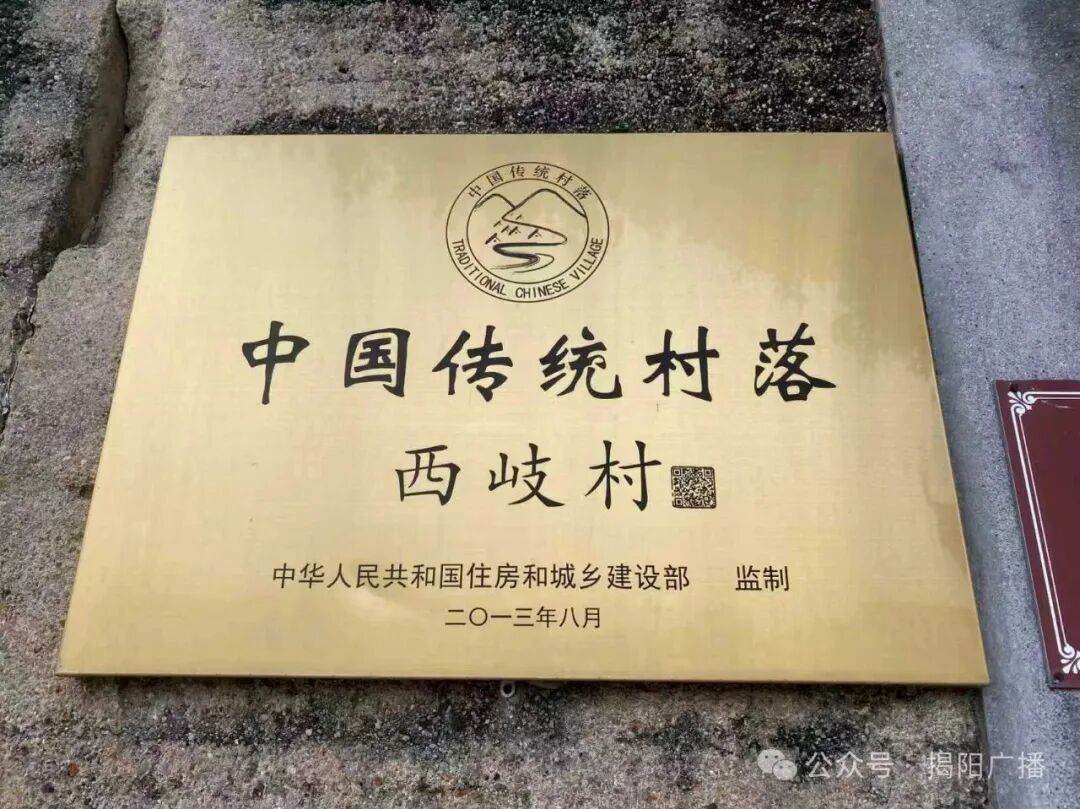 中国传统村落
TRADITIONAL CHINESE VILLAGE
中国传统村落
西岐村
中华人民共和国住房和城乡建设部 监制
二〇一三年八月
公众号·揭阳广播